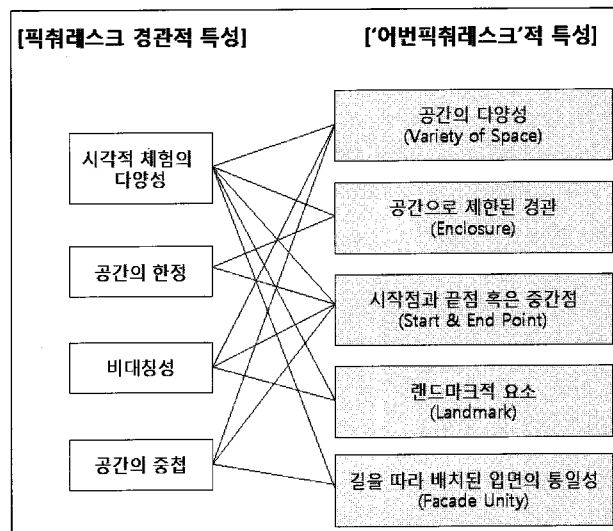 [픽춰레스크 경관적 특성]
['어번픽춰레스크'적 특성]
시각적 체험의
다양성
공간의 한정
비대칭성
공간의 중첩
공간의 다양성
(Variety of Space)
공간으로 제한된 경관
(Enclosure)
시작점과 끝점 혹은 중간점
(Start & End Point)
랜드마크적 요소
(Landmark)
길을 따라 배치된 입면의 통일성
(Facade Unity)